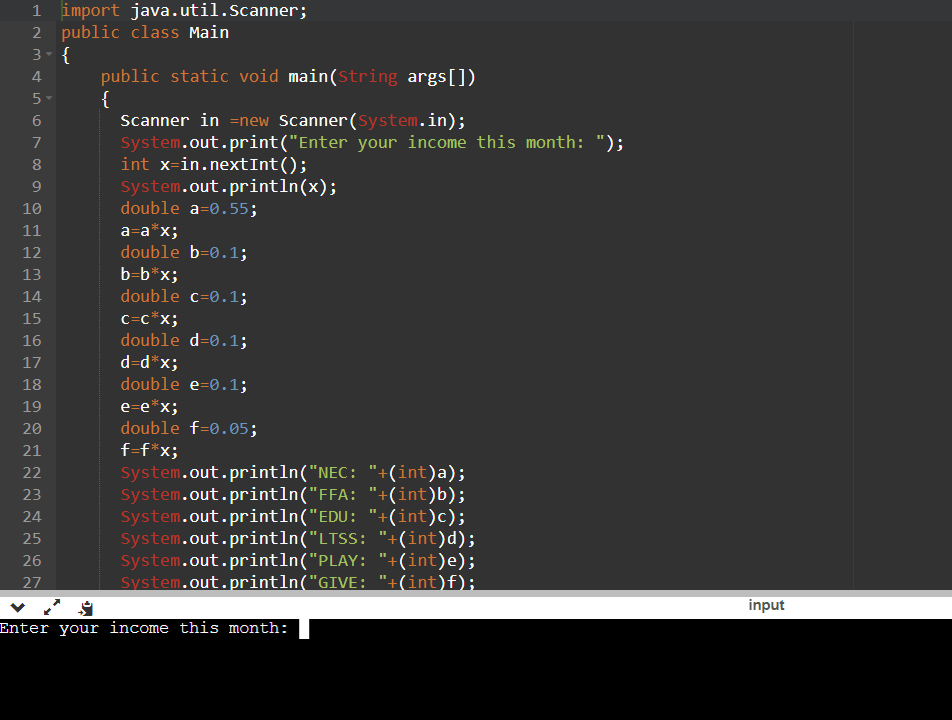 1 import java.util.Scanner;
2 public class Main
3 {
4 public static void main(String args[])
5 {
6 Scanner in =new Scanner(System.in);
7 System.out.print("Enter your income this month: ");
8 int x=in.nextInt();
9 System.out.println(x);
10 double a=0.55;
11 a=a*x;
12 double b=0.1;
13 b=b*x;
14 double c=0.1;
15 c=c*x;
16 double d=0.1;
17 d=d*x;
18 double e=0.1;
19 e=e*x;
20 double f=0.05;
21 f=f*x;
22 System.out.println("NEC: "+(int)a);
23 System.out.println("FFA: "+(int)b);
24 System.out.println("EDU: "+(int)c);
25 System.out.println("LTSS: "+(int)d);
26 System.out.println("PLAY: "+(int)e);
27 System.out.println("GIVE: "+(int)f);
input
Enter your income this month: